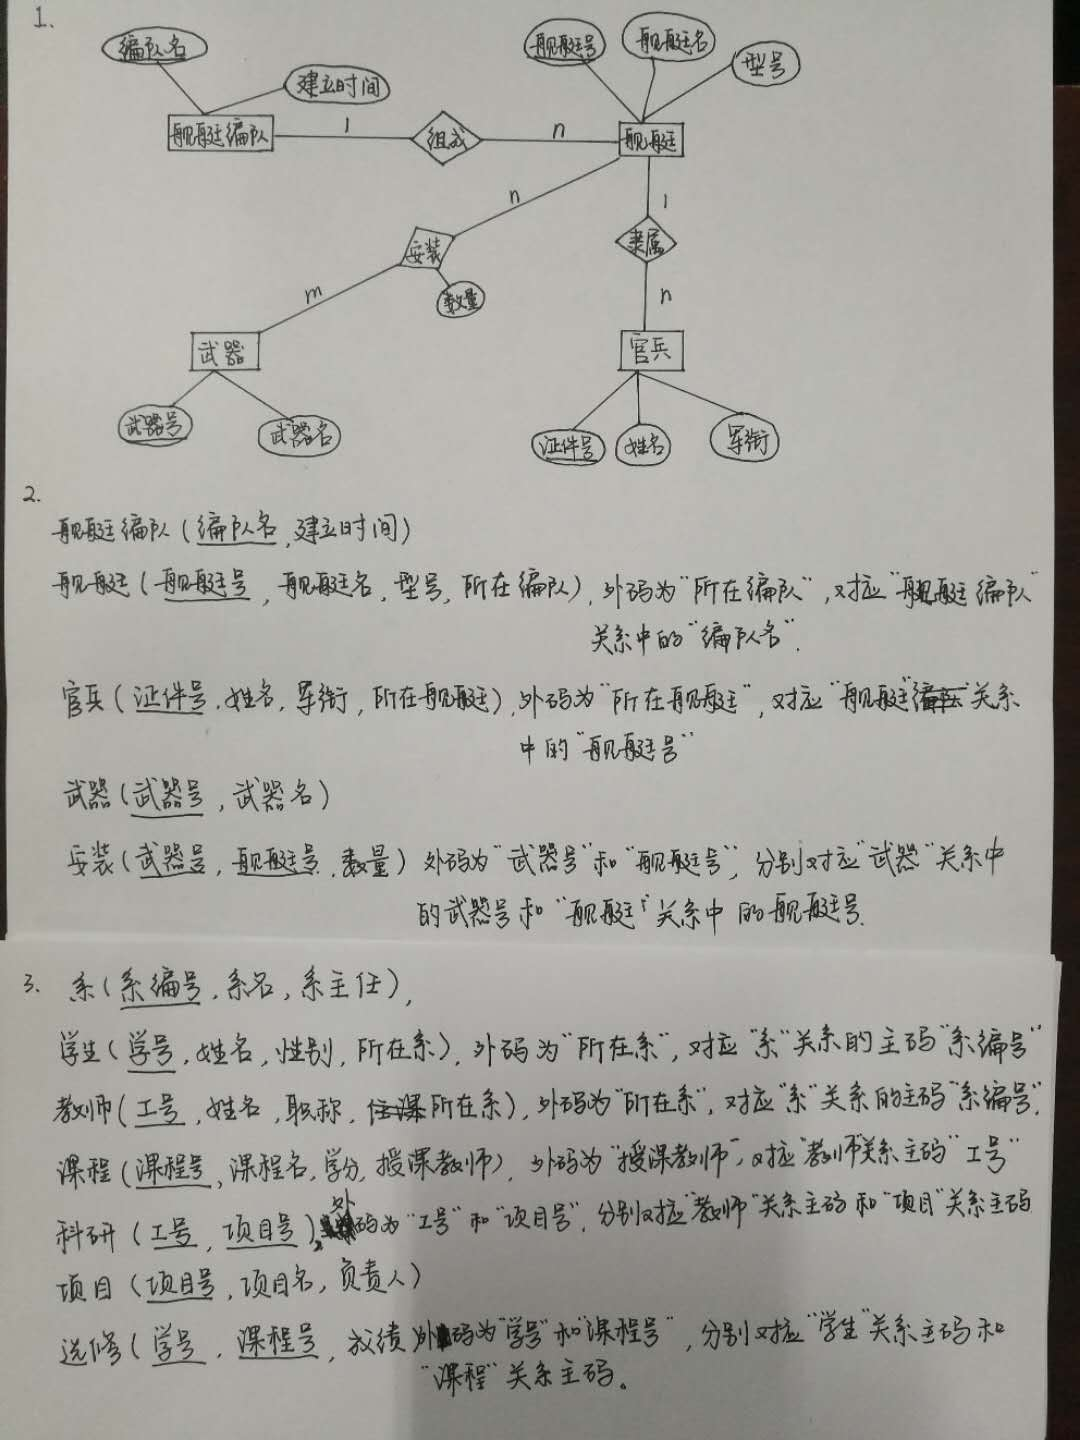 1.
编队名
建立时间
舰艇号
舰艇名
型号
舰艇编队
1
组成
n
舰艇
n
1
安装
隶属
m
数量
n
武器
官兵
武器号
武器名
证件号
姓名
军衔
2.
舰艇编队(编队名,建立时间)
舰艇(舰艇号,舰艇名,型号,所在编队),外码为"所在编队",对应"舰艇编队"
关系中的"编队名".
官兵(证件号,姓名,军衔,所在舰艇),外码为"所在舰艇",对应"舰艇"关系
中的"舰艇号"
武器(武器号,武器名)
安装(武器号,舰艇号,数量)外码为"武器号"和"舰艇号",分别对应"武器"关系中
的武器号和"舰艇"关系中的舰艇号.
3. 系(系编号,系名,系主任),
学生(学号,姓名,性别,所在系),外码为"所在系",对应"系"关系的主码"系编号"
教师(工号,姓名,职称,所在系),外码为"所在系",对应"系"关系的主码"系编号".
课程(课程号,课程名,学分,授课教师),外码为"授课教师",对应"教师"关系主码"工号"
科研(工号,项目号),外码为"工号"和"项目号",分别对应"教师"关系主码和"项目"关系主码
项目(项目号,项目名,负责人)
选修(学号,课程号,成绩)外码为"学号"和"课程号",分别对应"学生"关系主码和
"课程"关系主码。